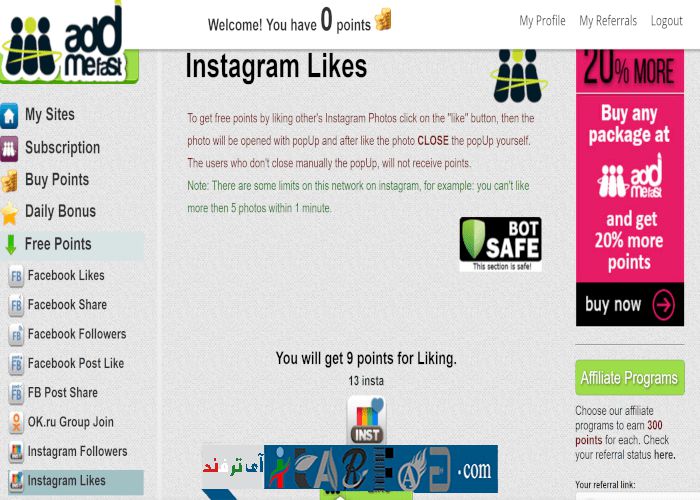 add
me fast
Welcome! You have 0 points
My Profile
My Referrals
Logout
My Sites
Subscription
Buy Points
Daily Bonus
Free Points
FB
Facebook Likes
Facebook Share
Facebook Followers
Facebook Post Like
FB Post Share
OK.ru Group Join
Instagram Followers
Instagram Likes
Instagram Likes
To get free points by liking other's Instagram Photos click on the "like" button, then the
photo will be opened with popUp and after like the photo CLOSE the popUp yourself.
The users who don't close manually the popUp, will not receive points.
Note: There are some limits on this network on instagram, for example: you can't like
more then 5 photos within 1 minute.
BOT
SAFE
This section is safe!
You will get 9 points for Liking.
13 insta
INST
آی ترفند
.com
20% MORE
Buy any
package at
add
me fast
and get
20% more
points
buy now
Affiliate Programs
Choose our affiliate
programs to earn 300
points for each. Check
your referral status here.
Your referral link: